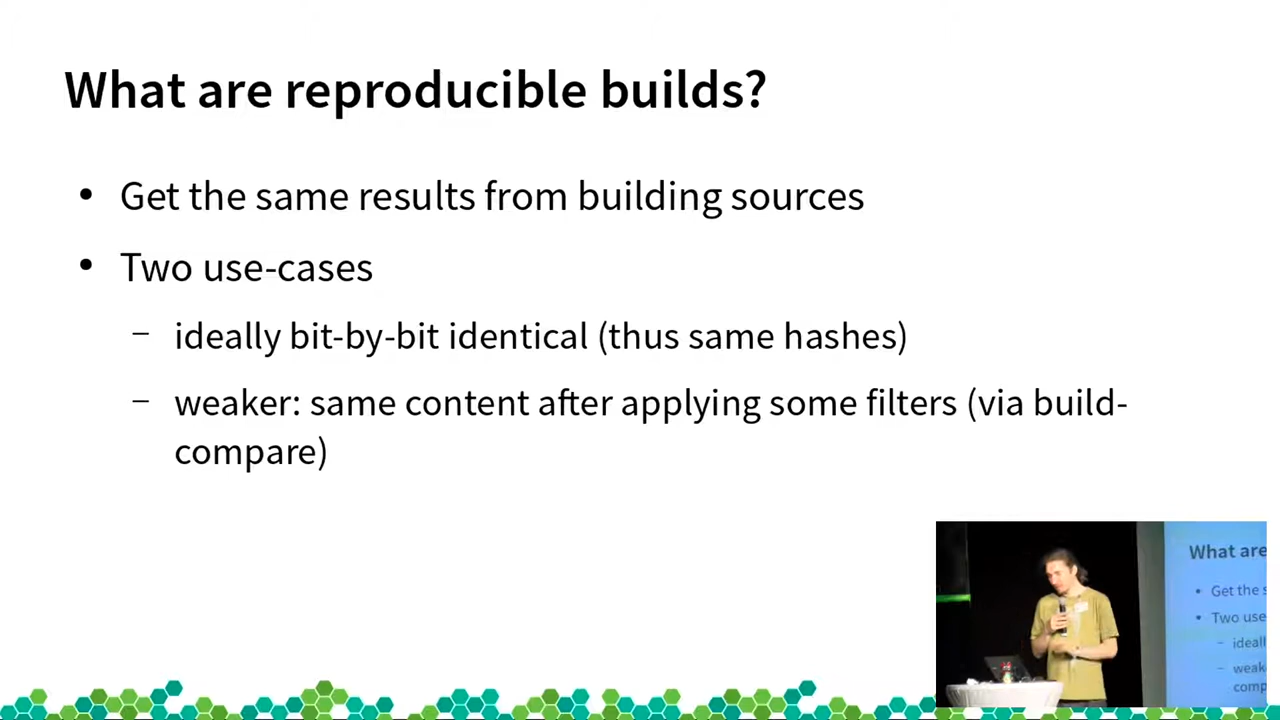 What are reproducible builds?
• Get the same results from building sources
• Two use-cases
– ideally bit-by-bit identical (thus same hashes)
– weaker: same content after applying some filters (via build-
compare)
What are
• Get the s
• Two use
– ideall
– weak
comp